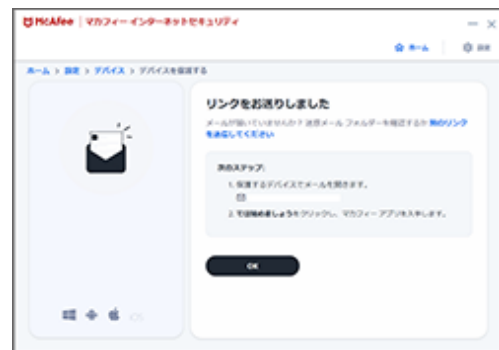 McAfee | マカフィー インターネットセキュリティ
ホーム 設定
ホーム > 設定 > デバイス > デバイスを保護する
リンクをお送りしました
メールが届いていませんか? 迷惑メール フォルダーを確認するか 別のリンク
を送信してください
次のステップ:
1. 保護するデバイスでメールを開きます。
2. では始めましょうをクリックし、マカフィー アプリを入手します。
OK
iOS